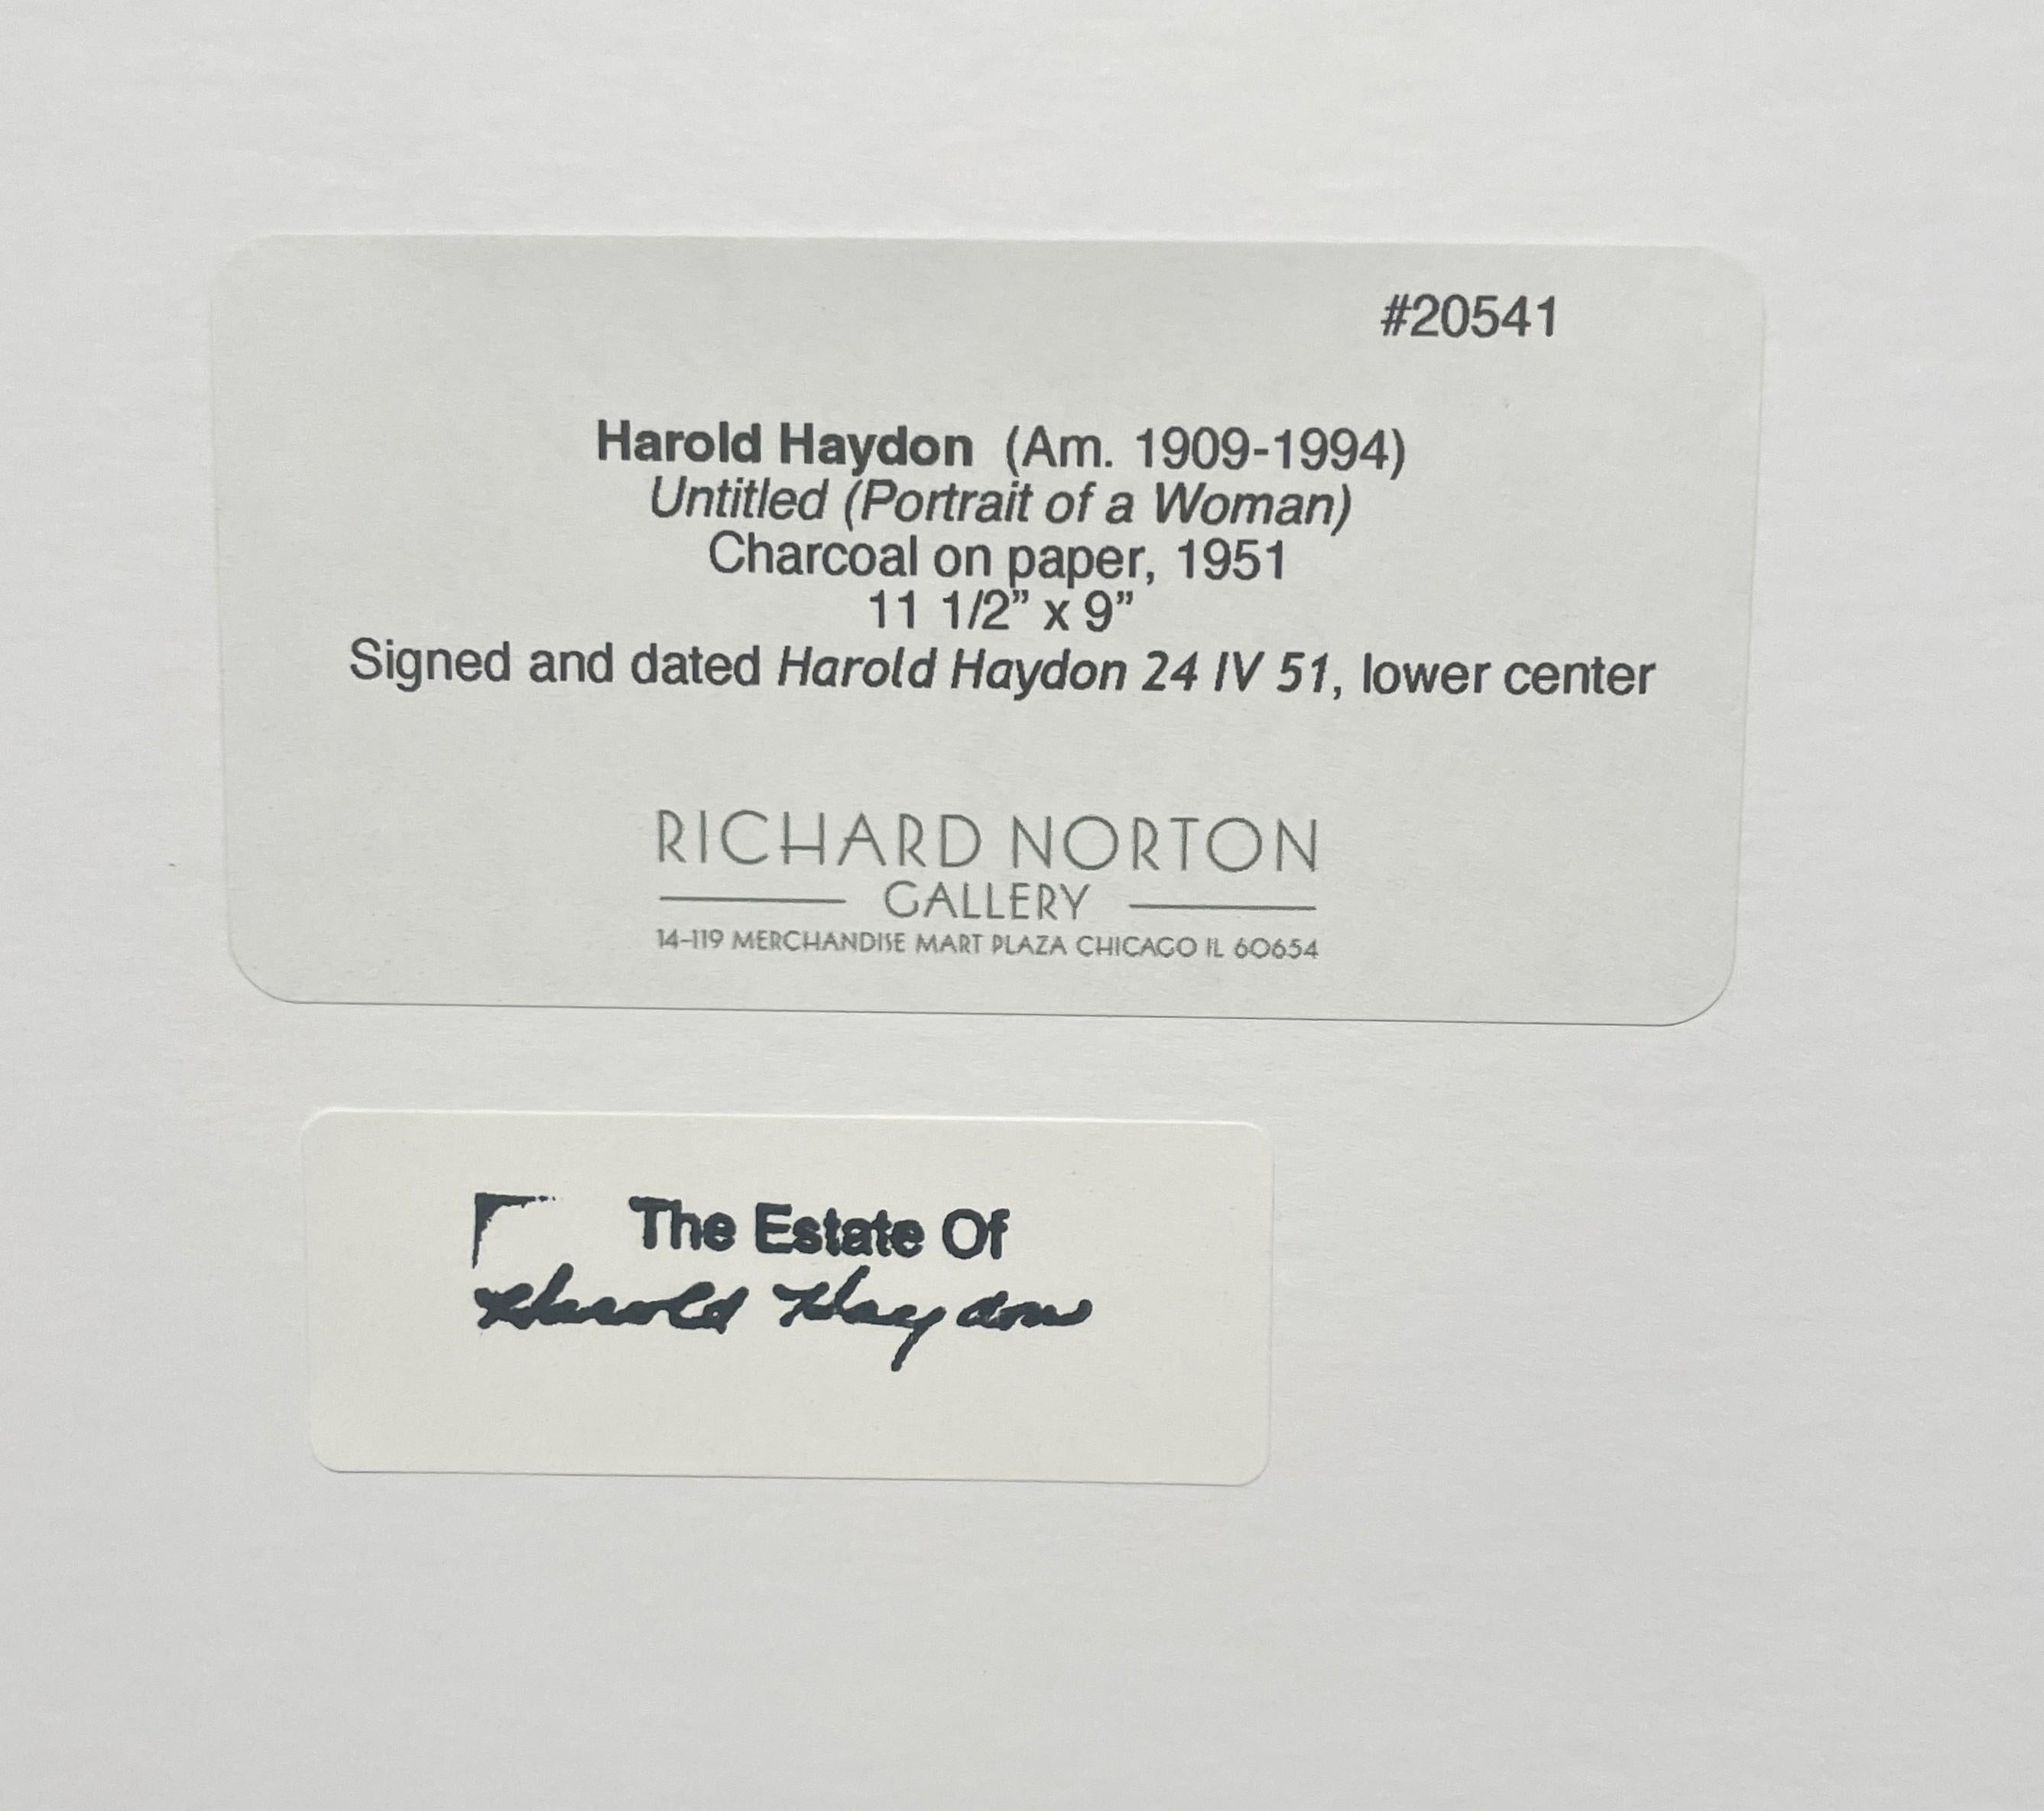 #20541
Harold Haydon (Am. 1909-1994)
Untitled (Portrait of a Woman)
Charcoal on paper, 1951
11 1/2” x 9”
Signed and dated Harold Haydon 24 IV 51, lower center
RICHARD NORTON
GALLERY
14-119 MERCHANDISE MART PLAZA CHICAGO IL 60654
The Estate Of
Harold Haydon